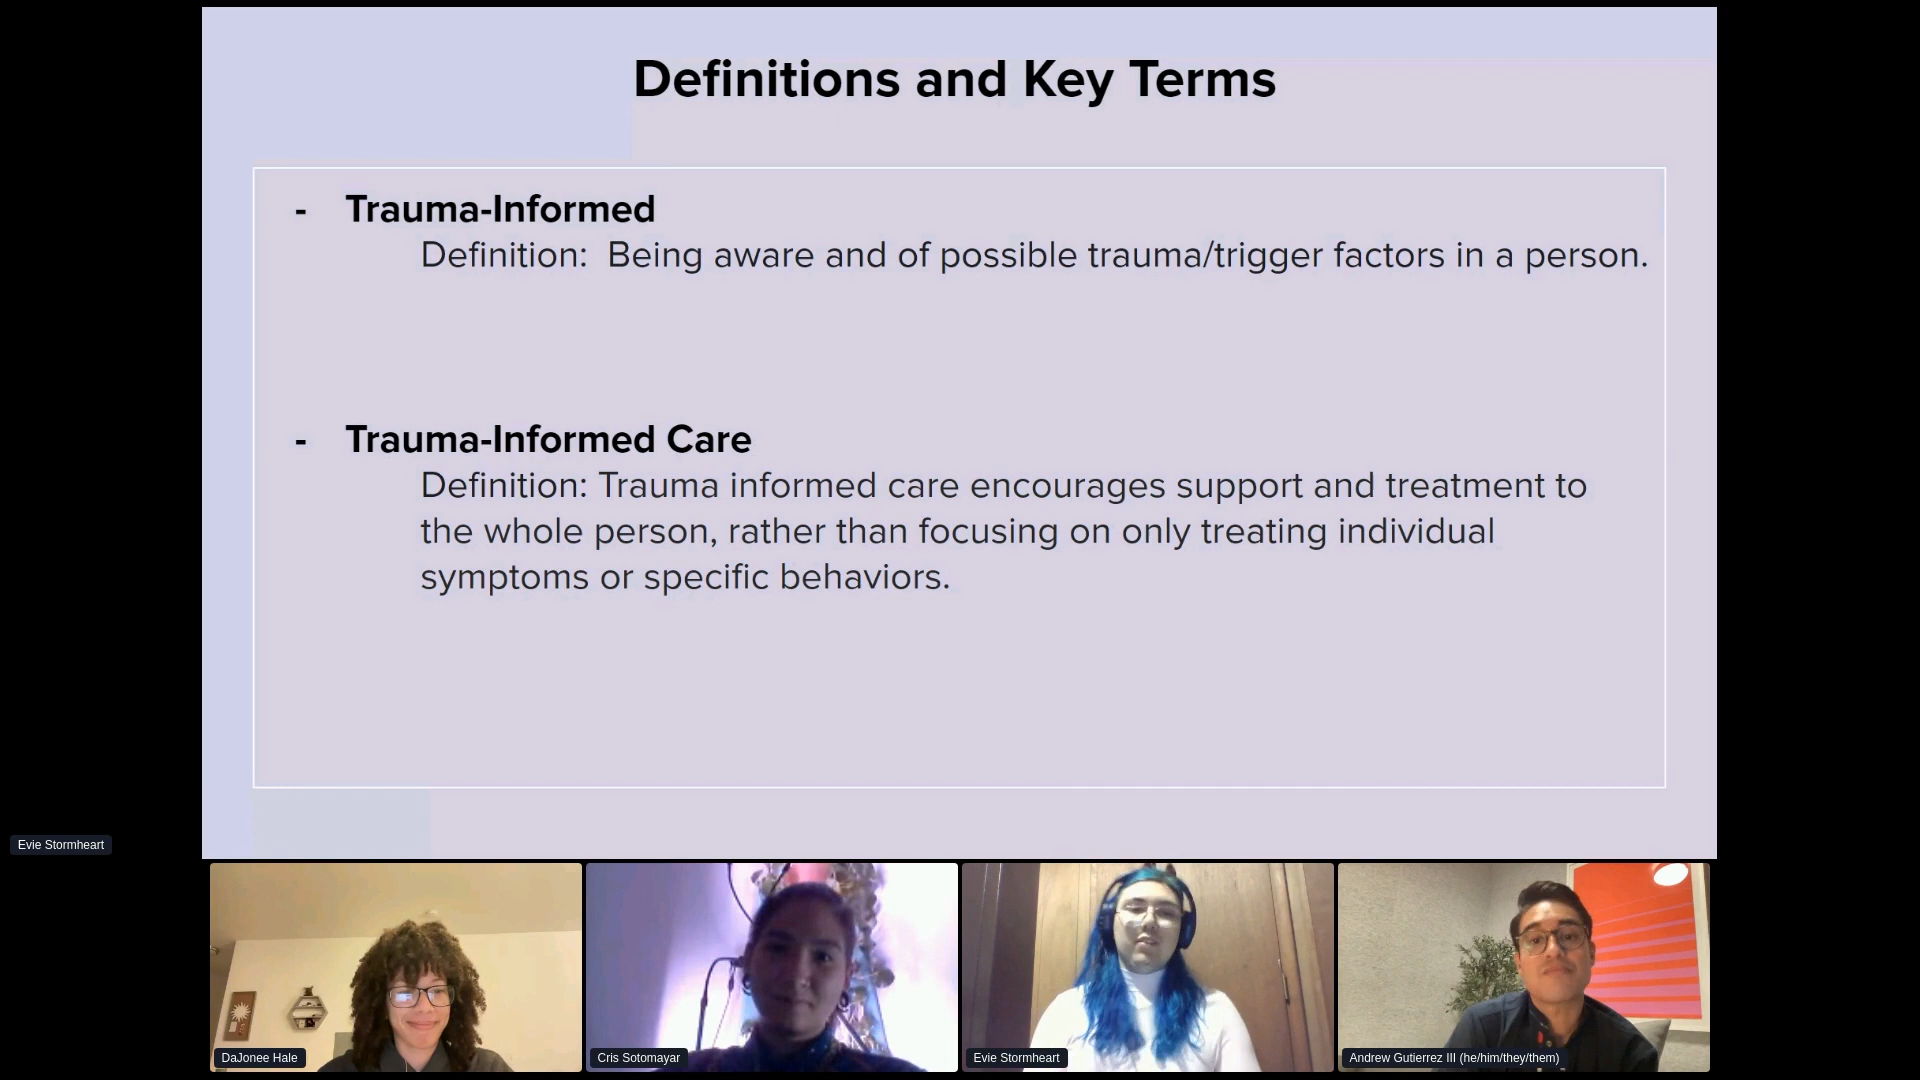 Definitions and Key Terms
- Trauma-Informed
Definition: Being aware and of possible trauma/trigger factors in a person.
- Trauma-Informed Care
Definition: Trauma informed care encourages support and treatment to
the whole person, rather than focusing on only treating individual
symptoms or specific behaviors.
Evie Stormheart
DaJonee Hale
Cris Sotomayar
Evie Stormheart
Andrew Gutierrez III (he/him/they/them)